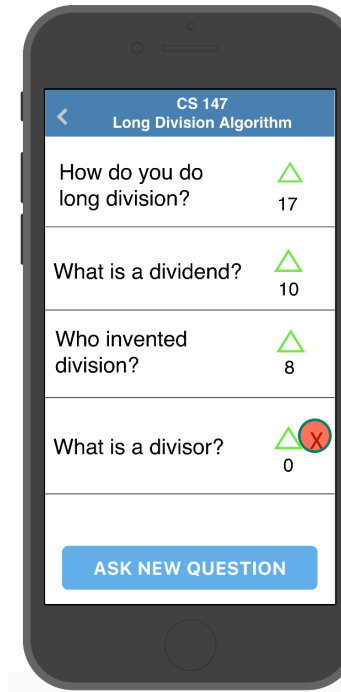 CS 147
Long Division Algorithm
How do you do
long division?
17
What is a dividend?
10
Who invented
division?
8
What is a divisor?
X
0
ASK NEW QUESTION